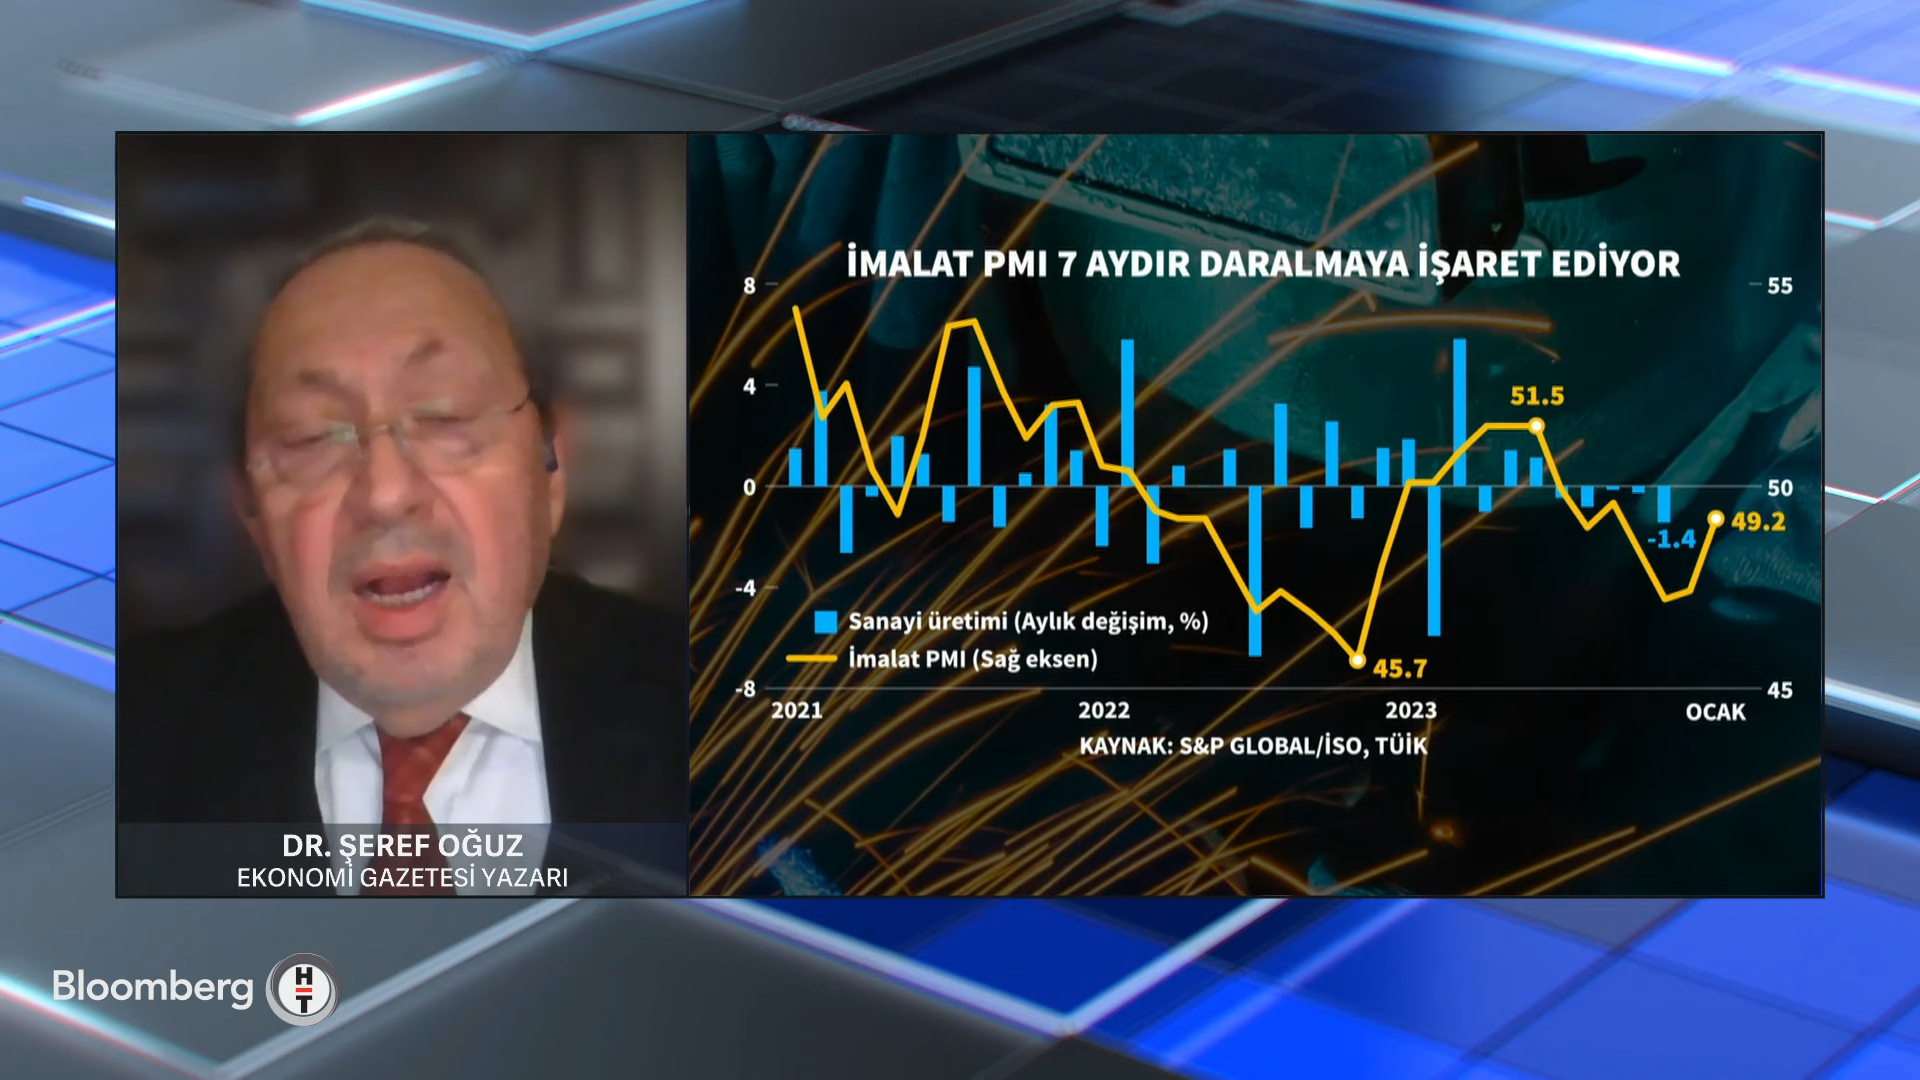 İMALAT PMI 7 AYDIR DARALMAYA İŞARET EDİYOR
8
55
4
51.5
0
50
-1.4
49.2
-4
Sanayi üretimi (Aylık değişim, %)
İmalat PMI (Sağ eksen)
45.7
-8
45
2021
2022
2023
OCAK
KAYNAK: S&P GLOBAL/İSO, TÜİK
DR. ŞEREF OĞUZ
EKONOMİ GAZETESİ YAZARI
Bloomberg HT